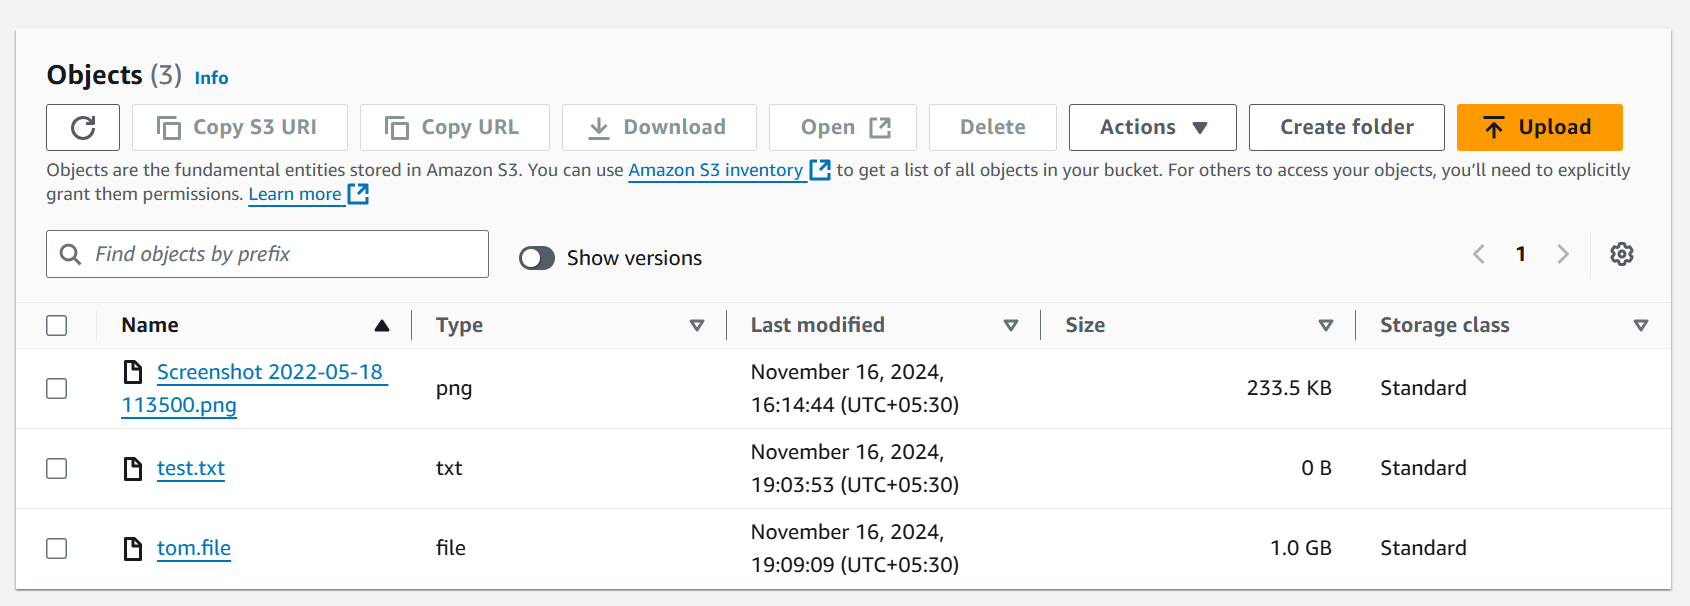 Objects (3) Info
Copy S3 URI Copy URL Download Open Delete Actions Create folder Upload
Objects are the fundamental entities stored in Amazon S3. You can use Amazon S3 inventory to get a list of all objects in your bucket. For others to access your objects, you’ll need to explicitly
grant them permissions. Learn more
Find objects by prefix Show versions 1
Name Type Last modified Size Storage class
Screenshot 2022-05-18
113500.png
png
November 16, 2024,
16:14:44 (UTC+05:30)
233.5 KB
Standard
test.txt
txt
November 16, 2024,
19:03:53 (UTC+05:30)
0 B
Standard
tom.file
file
November 16, 2024,
19:09:09 (UTC+05:30)
1.0 GB
Standard